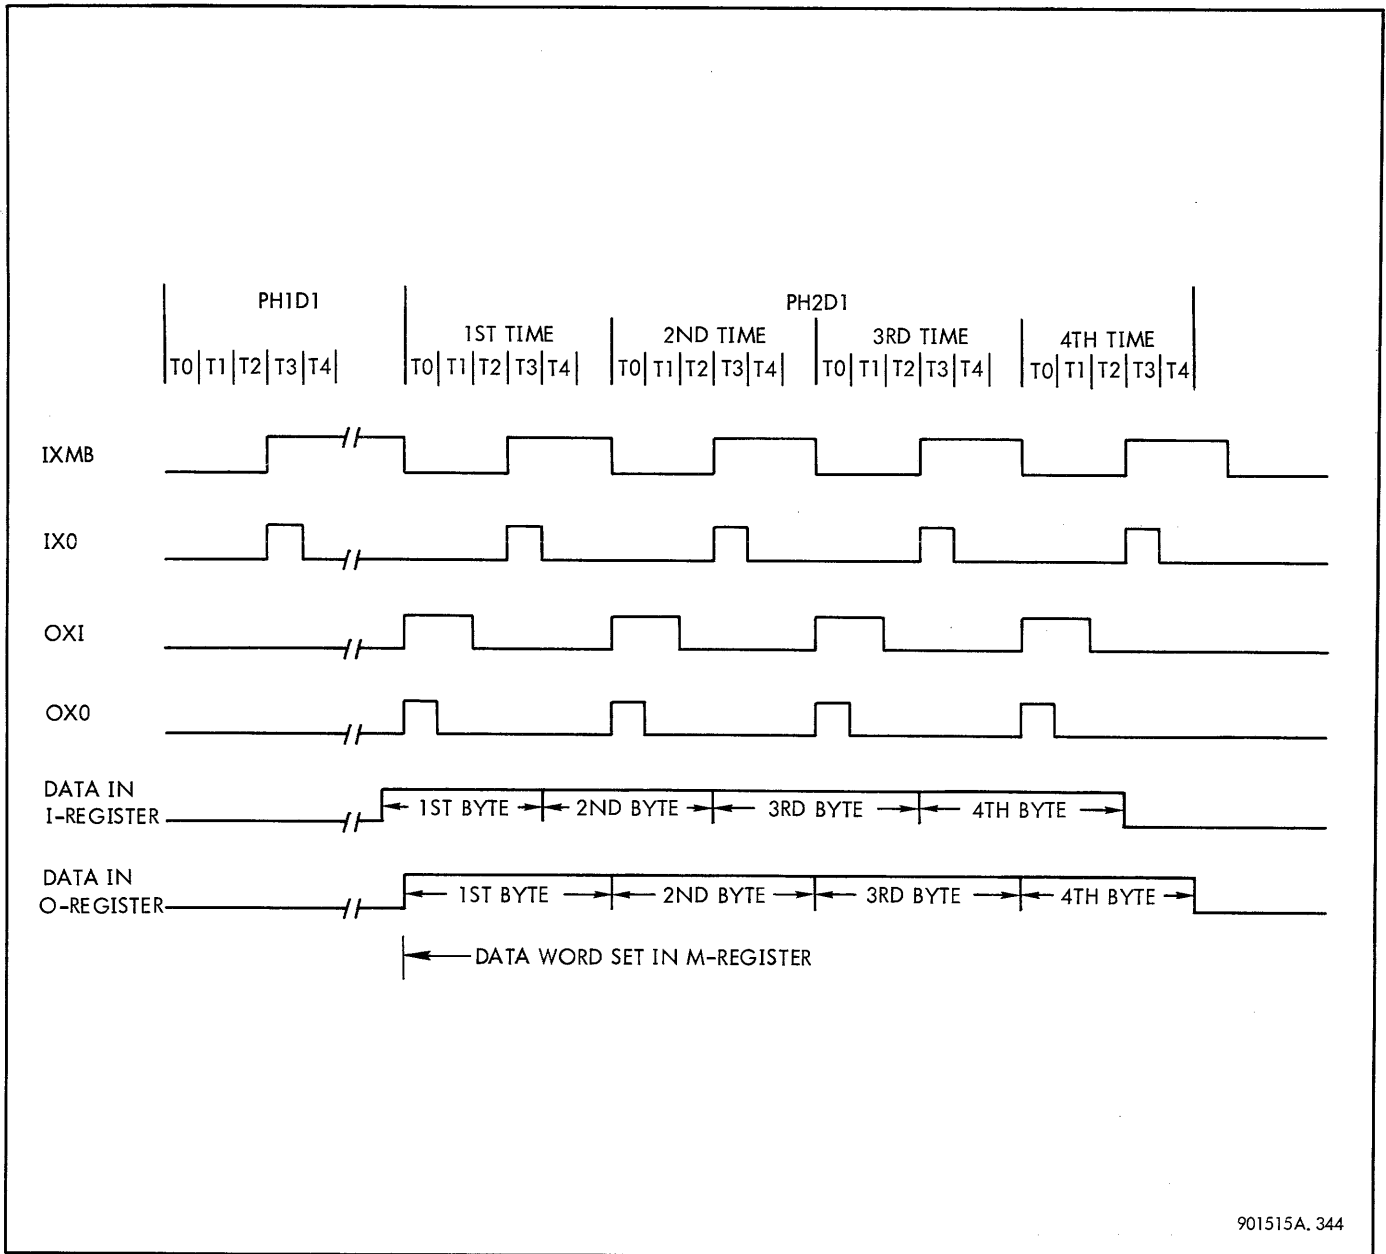 PH1D1 PH2D1
1ST TIME 2ND TIME 3RD TIME 4TH TIME
T0 T1 T2 T3 T4 T0 T1 T2 T3 T4 T0 T1 T2 T3 T4 T0 T1 T2 T3 T4 T0 T1 T2 T3 T4
IXMB
IX0
OXI
OX0
DATA IN
I-REGISTER
1ST BYTE 2ND BYTE 3RD BYTE 4TH BYTE
DATA IN
O-REGISTER
1ST BYTE 2ND BYTE 3RD BYTE 4TH BYTE
DATA WORD SET IN M-REGISTER
901515A. 344